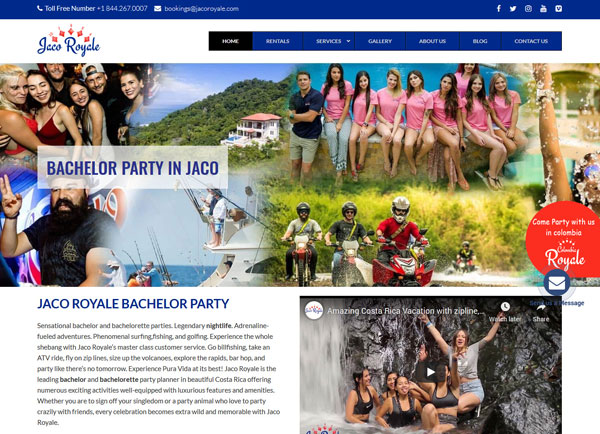 Toll Free Number +1 844.267.0007 bookings@jacoroyale.com
Jaco Royale
HOME RENTALS SERVICES GALLERY ABOUT US BLOG CONTACT US
BACHELOR PARTY IN JACO
Come Party with us
in colombia
Colombia
Royale
Send us a Message
JACO ROYALE BACHELOR PARTY
Sensational bachelor and bachelorette parties. Legendary nightlife. Adrenaline-
fueled adventures. Phenomenal surfing,fishing, and golfing. Experience the whole
shebang with Jaco Royale's master class customer service. Go billfishing, take an
ATV ride, fly on zip lines, size up the volcanoes, explore the rapids, bar hop, and
party like there's no tomorrow. Experience Pura Vida at its best! Jaco Royale is the
leading bachelor and bachelorette party planner in beautiful Costa Rica offering
numerous exciting activities well-equipped with luxurious features and amenities.
Whether you are to sign off your singledom or a party animal who love to party
crazily with friends, every celebration becomes extra wild and memorable with Jaco
Royale.
Amazing Costa Rica Vacation with zipline,...
Watch later Share